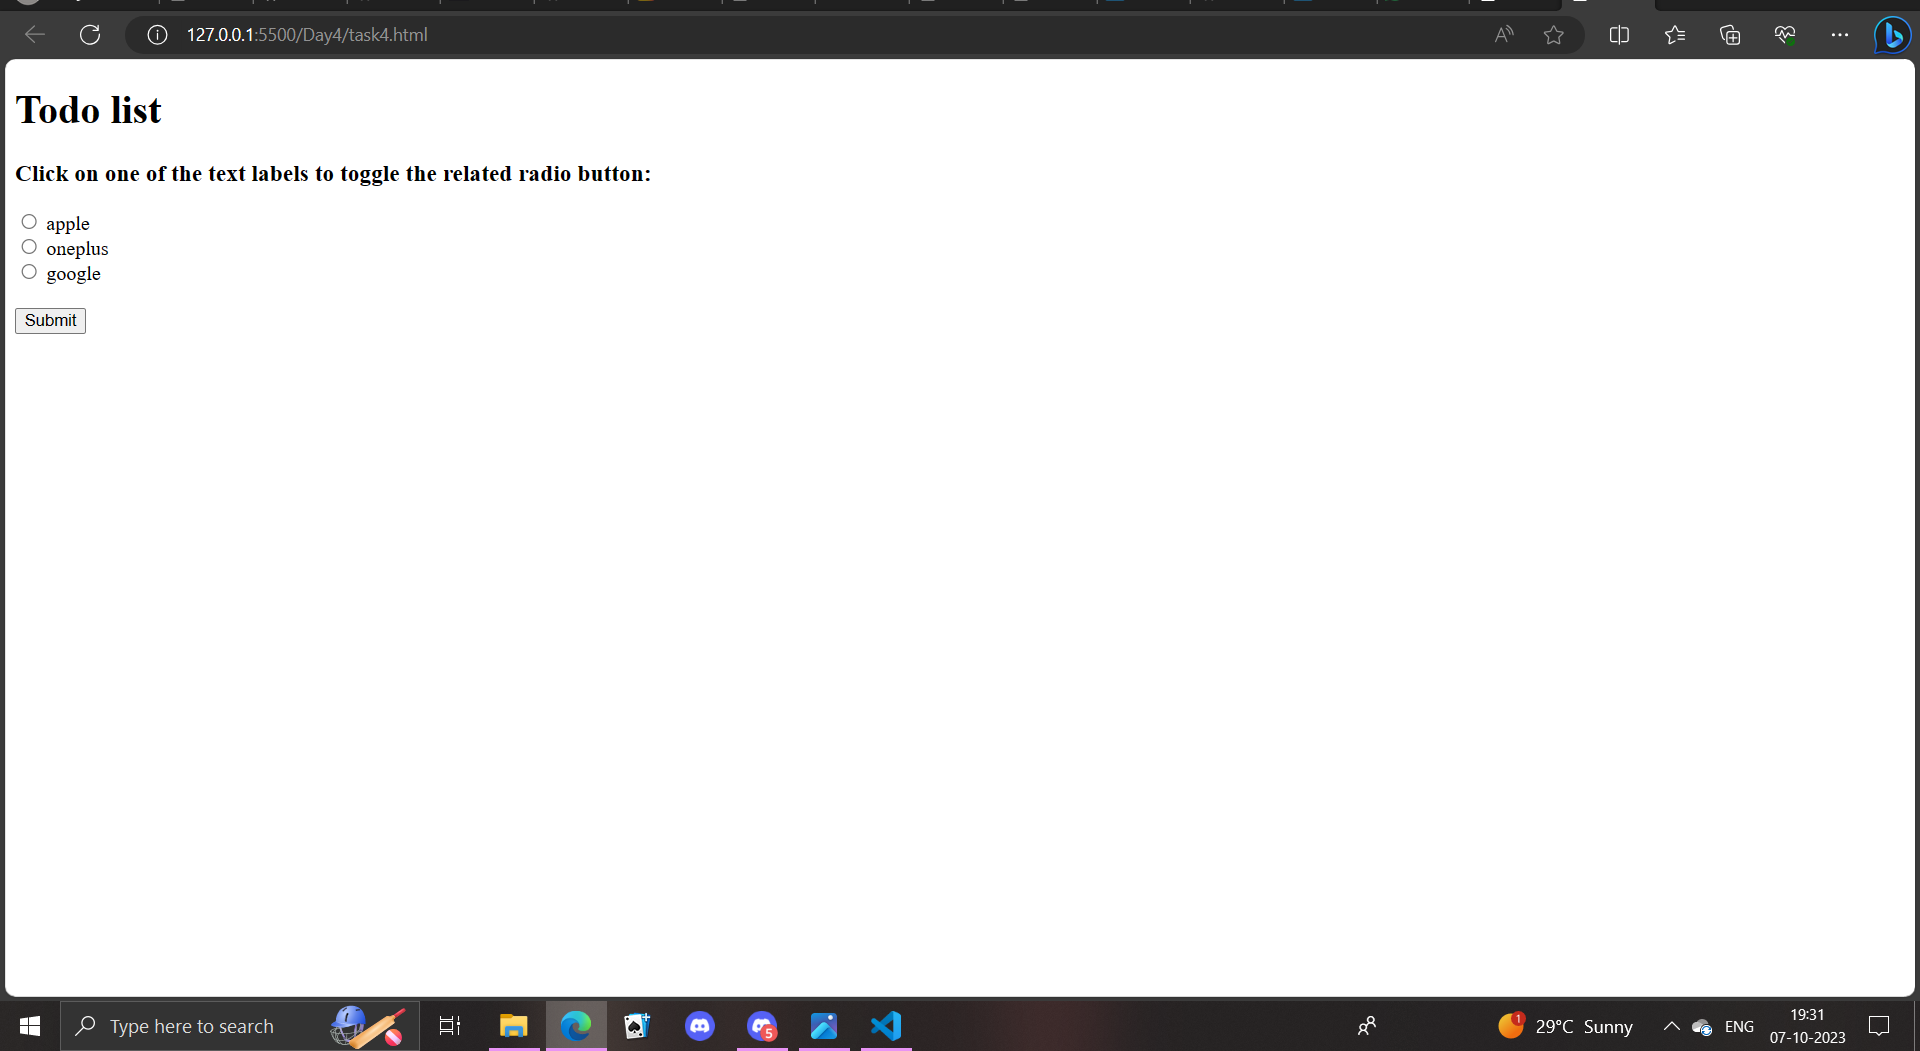 127.0.0.1:5500/Day4/task4.html
Todo list
Click on one of the text labels to toggle the related radio button:
apple
oneplus
google
Submit
Type here to search
5
1
29°C Sunny
ENG
19:31
07-10-2023